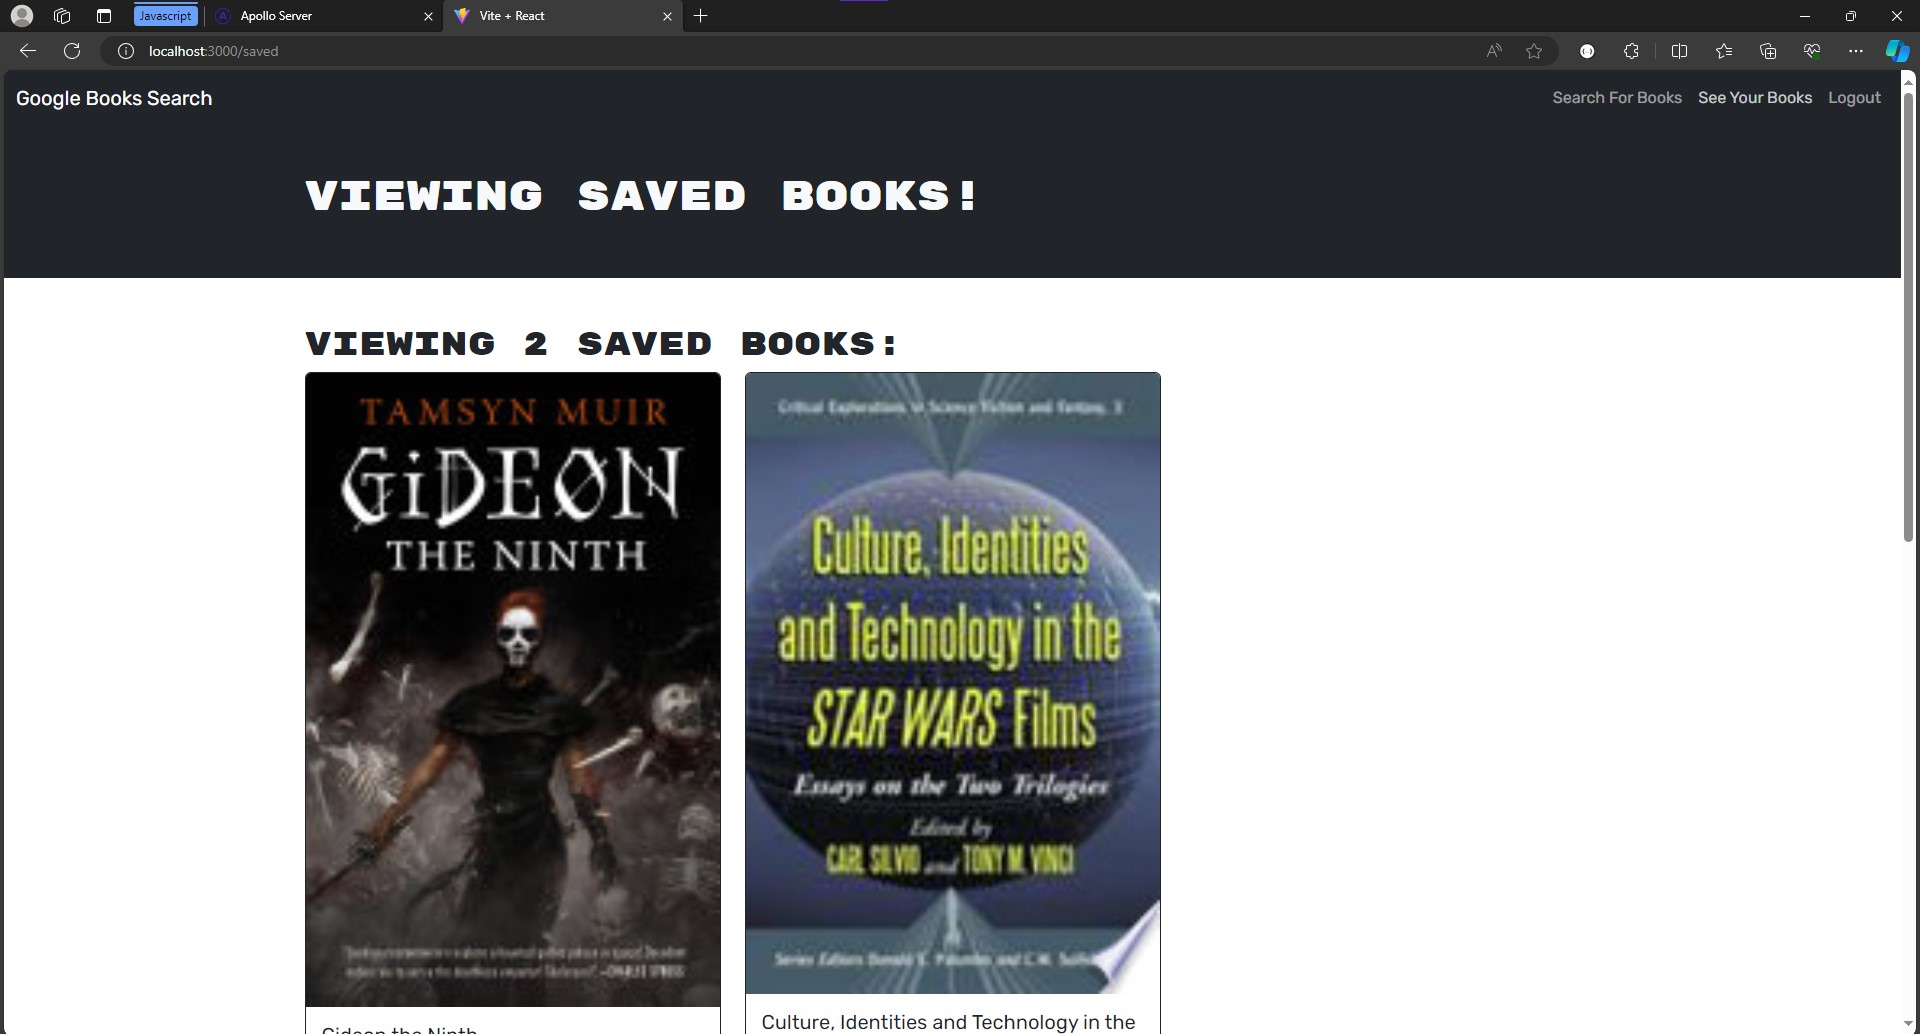 Javascript
Apollo Server
Vite + React
localhost:3000/saved
Google Books Search
Search For Books
See Your Books
Logout
VIEWING SAVED BOOKS!
VIEWING 2 SAVED BOOKS:
TAMSYN MUIR
GiDEON
THE NINTH
CHARLES STROSS
Gideon the Ninth
Critical Explorations in Science Fiction and Fantasy, 3
Culture, Identities
and Technology in the
STAR WARS Films
Essays on the Two Trilogies
Edited by
CARL SILVIO and TONY M. VINCI
Series Editors Donald E. Palumbo and C.W.
Culture, Identities and Technology in the